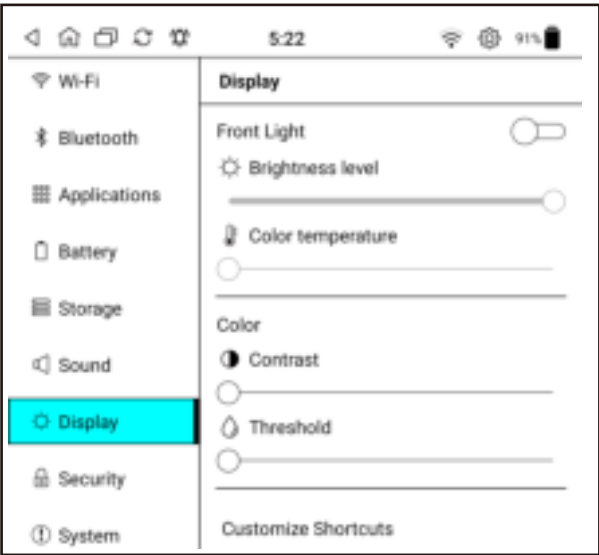 5:22
91%
Wi-Fi
Bluetooth
Applications
Battery
Storage
Sound
Display
Security
System
Display
Front Light
Brightness level
Color temperature
Color
Contrast
Threshold
Customize Shortcuts